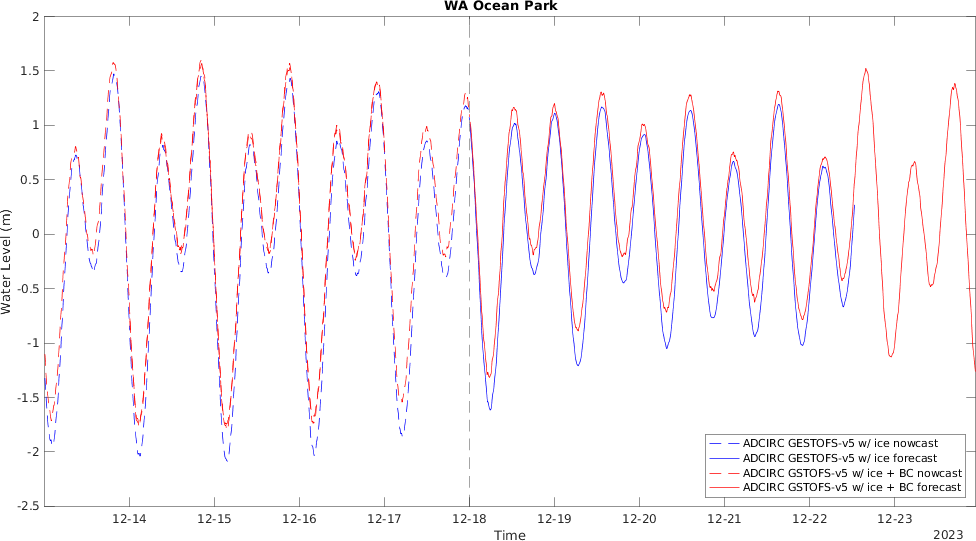 WA Ocean Park
2
1.5
1
0.5
0
-0.5
-1
-1.5
-2
-2.5
Water Level (m)
12-14 12-15 12-16 12-17 12-18 12-19 12-20 12-21 12-22 12-23
Time
2023
ADCIRC GESTOFS-v5 w/ ice nowcast
ADCIRC GESTOFS-v5 w/ ice forecast
ADCIRC GSTOFS-v5 w/ ice + BC nowcast
ADCIRC GSTOFS-v5 w/ ice + BC forecast